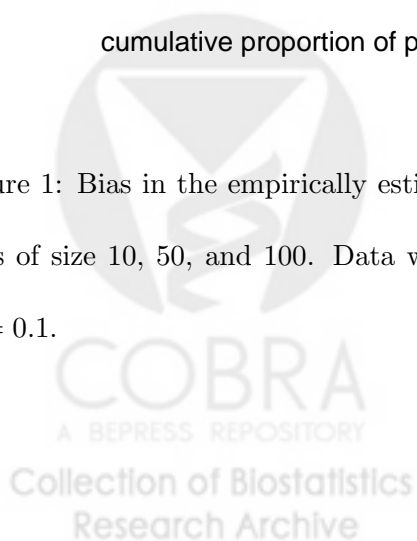 cumulative proportion of p
ure 1: Bias in the empirically esti
s of size 10, 50, and 100. Data w
= 0.1.
COBRA
A BEPRESS REPOSITORY
Collection of Biostatistics
Research Archive